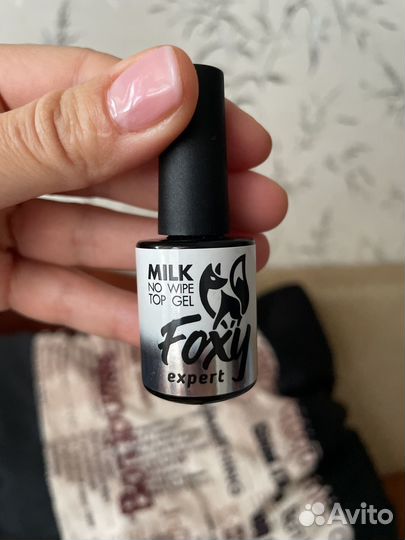 MILK
NO WIPE
TOP GEL
Foxy
expert
Avito